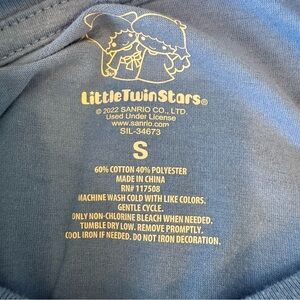 LittleTwinStars®
© 2022 SANRIO CO., LTD.
Used Under License
www.sanrio.com
SIL-34673
S
60% COTTON 40% POLYESTER
MADE IN CHINA
RN# 117508
MACHINE WASH COLD WITH LIKE COLORS.
GENTLE CYCLE.
ONLY NON-CHLORINE BLEACH WHEN NEEDED.
TUMBLE DRY LOW. REMOVE PROMPTLY.
COOL IRON IF NEEDED. DO NOT IRON DECORATION.